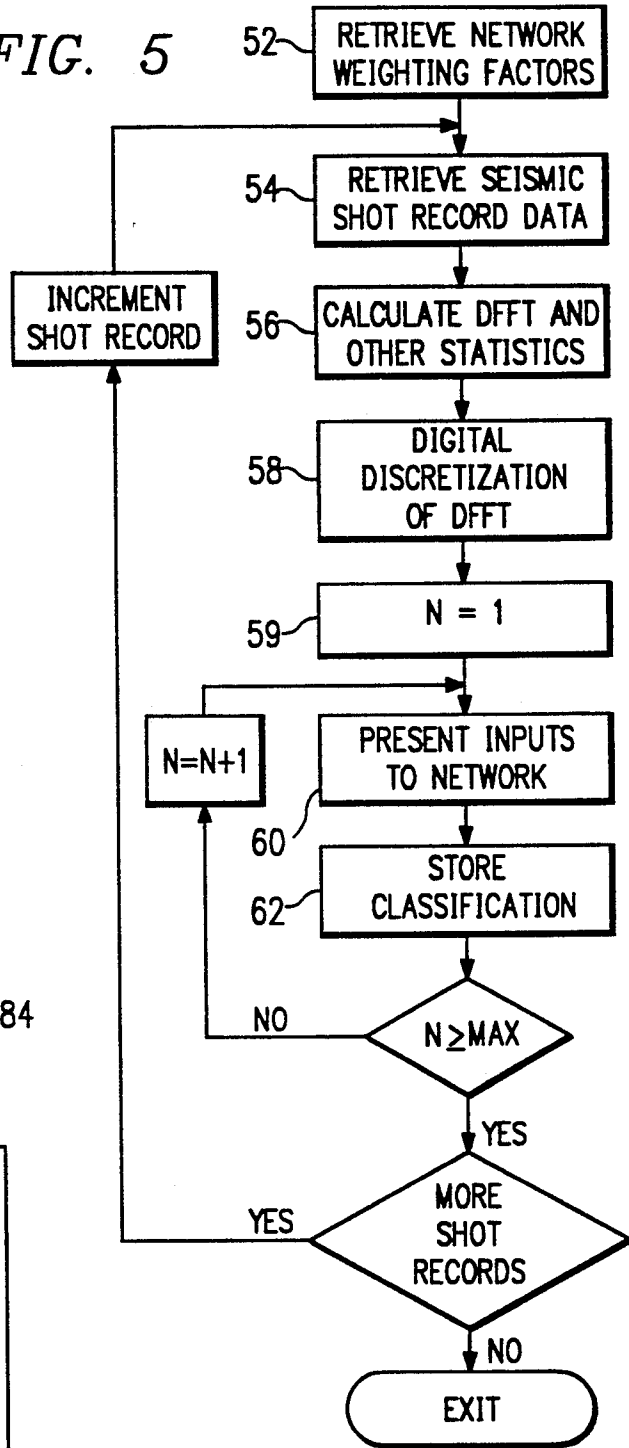 FIG. 5
52
RETRIEVE NETWORK
WEIGHTING FACTORS
54
RETRIEVE SEISMIC
SHOT RECORD DATA
INCREMENT
SHOT RECORD
56
CALCULATE DFFT AND
OTHER STATISTICS
58
DIGITAL
DISCRETIZATION
OF DFFT
59
N = 1
N=N+1
PRESENT INPUTS
TO NETWORK
60
STORE
CLASSIFICATION
62
84
NO
N≥MAX
YES
YES
MORE
SHOT
RECORDS
NO
EXIT